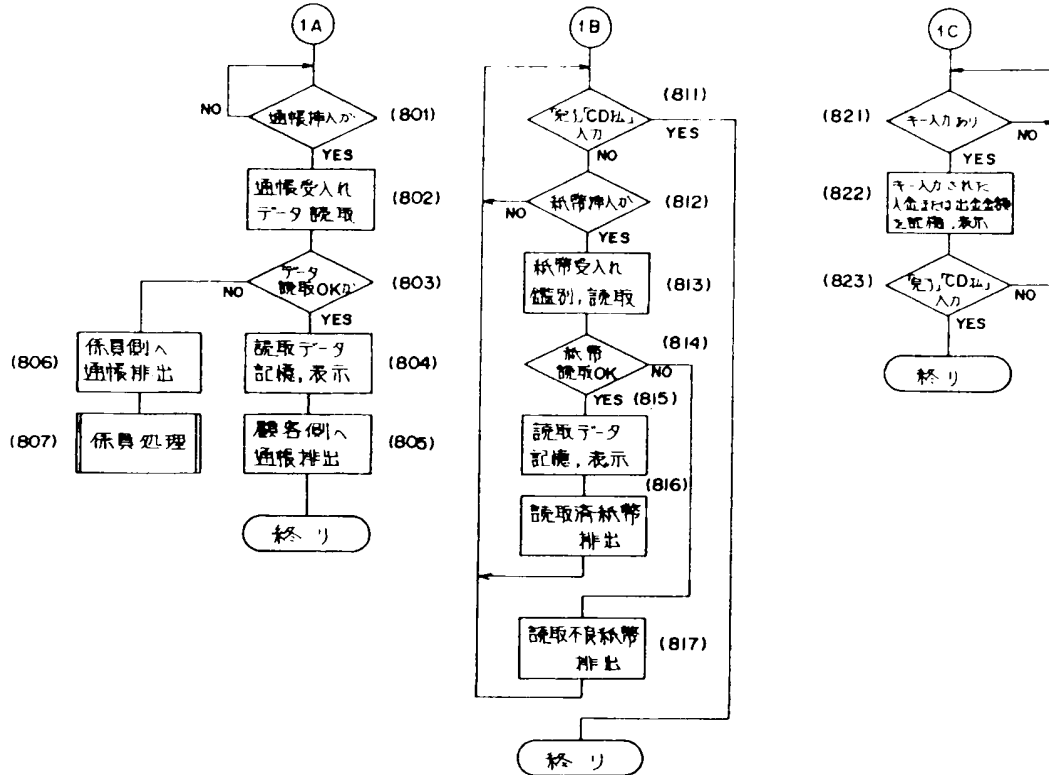 1A
通帳挿入か
NO
YES
(801)
通帳受入れ
データ読取
(802)
データ
読取OKか
NO
YES
(803)
係員側へ
通帳排出
(806)
読取データ
記憶,表示
(804)
係員処理
(807)
顧客側へ
通帳排出
(805)
終り
1B
「完了」「CD払」
入力
(811)
YES
NO
紙幣挿入か
NO
YES
(812)
紙幣受入れ
鑑別,読取
(813)
紙幣
読取OK
(814)
NO
YES
(815)
読取データ
記憶,表示
(816)
読取済紙幣
排出
読取不良紙幣
排出
(817)
終り
1C
(821)
キー入力あり
NO
YES
(822)
キー入力された
入金または出金金額
を記憶,表示
(823)
「完了」「CD払」
入力
NO
YES
終り